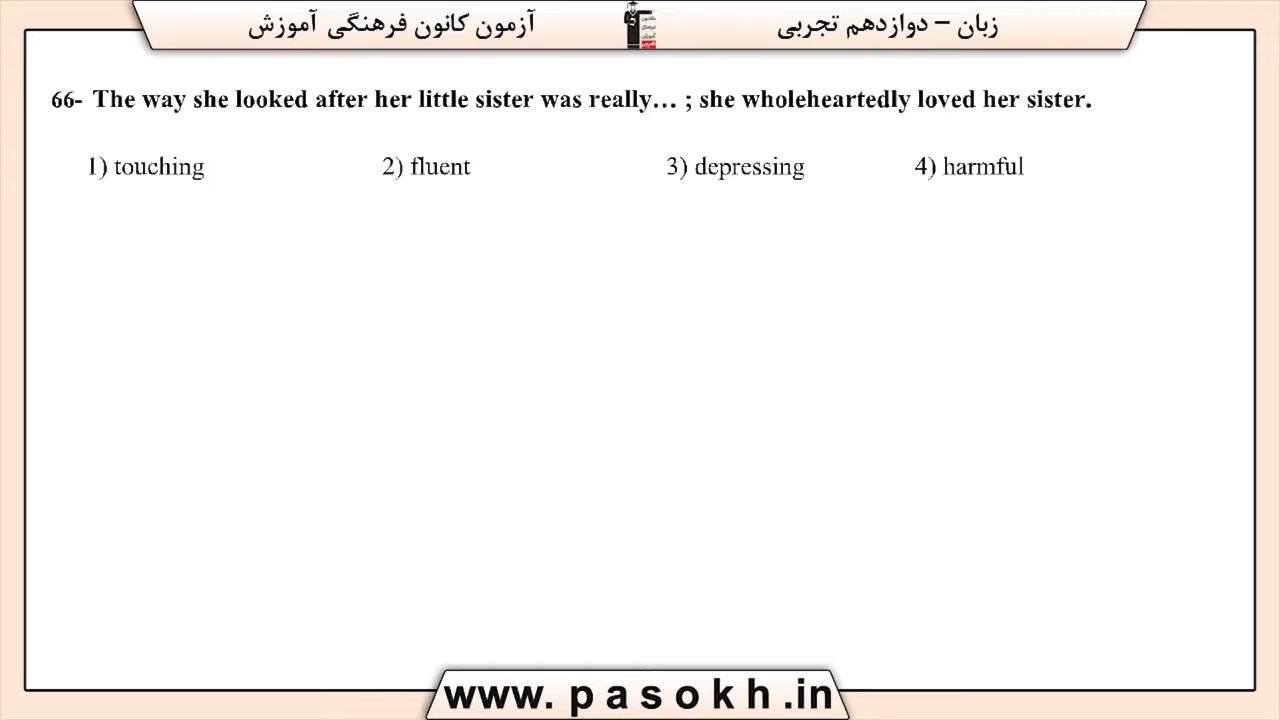 زبان – دوازدهم تجربی
آزمون کانون فرهنگی آموزش
66- The way she looked after her little sister was really… ; she wholeheartedly loved her sister.
1) touching 2) fluent 3) depressing 4) harmful
www. p a s o k h .in